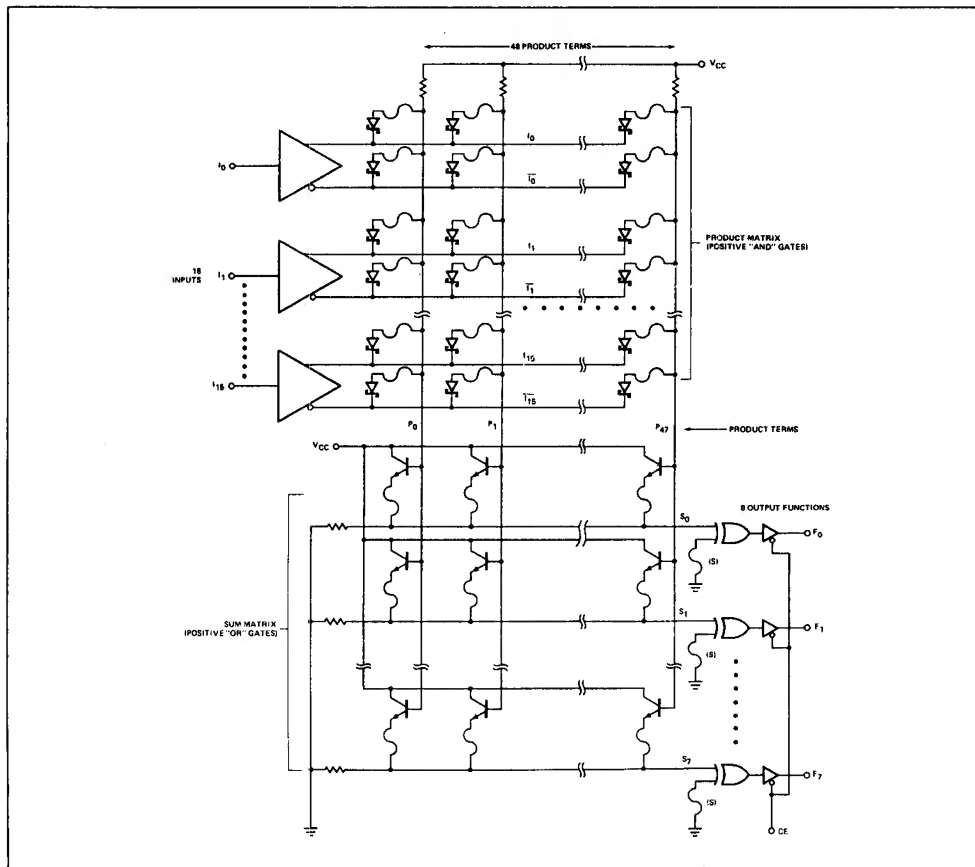 48 PRODUCT TERMS
VCC
I0
I0
I0
I1
PRODUCT MATRIX
(POSITIVE "AND" GATES)
16
INPUTS
I1
I1
I15
I15
I15
P0
P1
P47
PRODUCT TERMS
VCC
8 OUTPUT FUNCTIONS
S0
F0
(S)
S1
F1
SUM MATRIX
(POSITIVE "OR" GATES)
(S)
S7
F7
(S)
CE